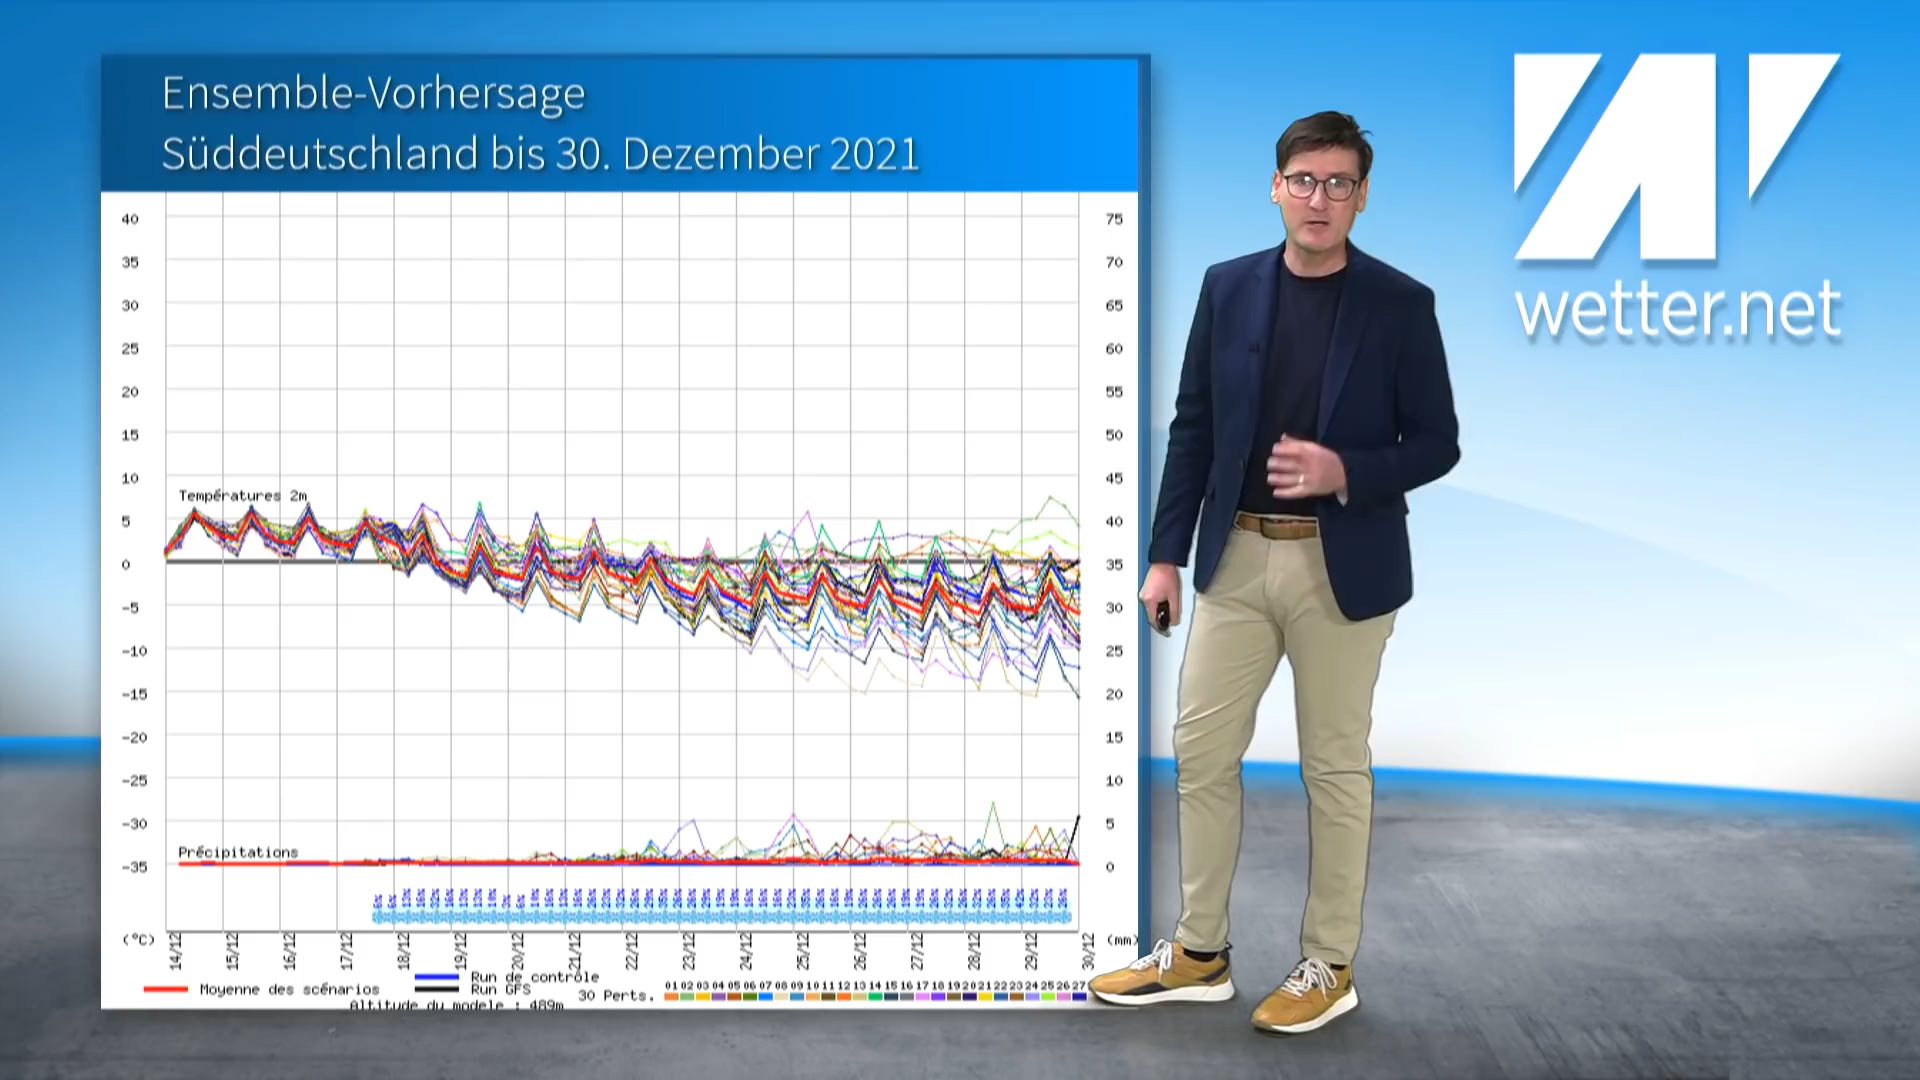 Ensemble-Vorhersage
Süddeutschland bis 30. Dezember 2021
wetter.net
40 75
35 70
30 65
25 60
20 55
15 50
10 45
Températures 2m
5 40
0 35
-5 30
-10 25
-15 20
-20 15
-25 10
-30 5
Précipitations
-35 0
(°C) 14/12 15/12 16/12 17/12 18/12 19/12 20/12 21/12 22/12 23/12 24/12 25/12 26/12 27/12 28/12 29/12 30/12 (mm)
Run de contrôle
Moyenne des scénarios Run GFS
30 Perts. 01 02 03 04 05 06 07 08 09 10 11 12 13 14 15 16 17 18 19 20 21 22 23 24 25 26 27
Altitude du modele : 489m